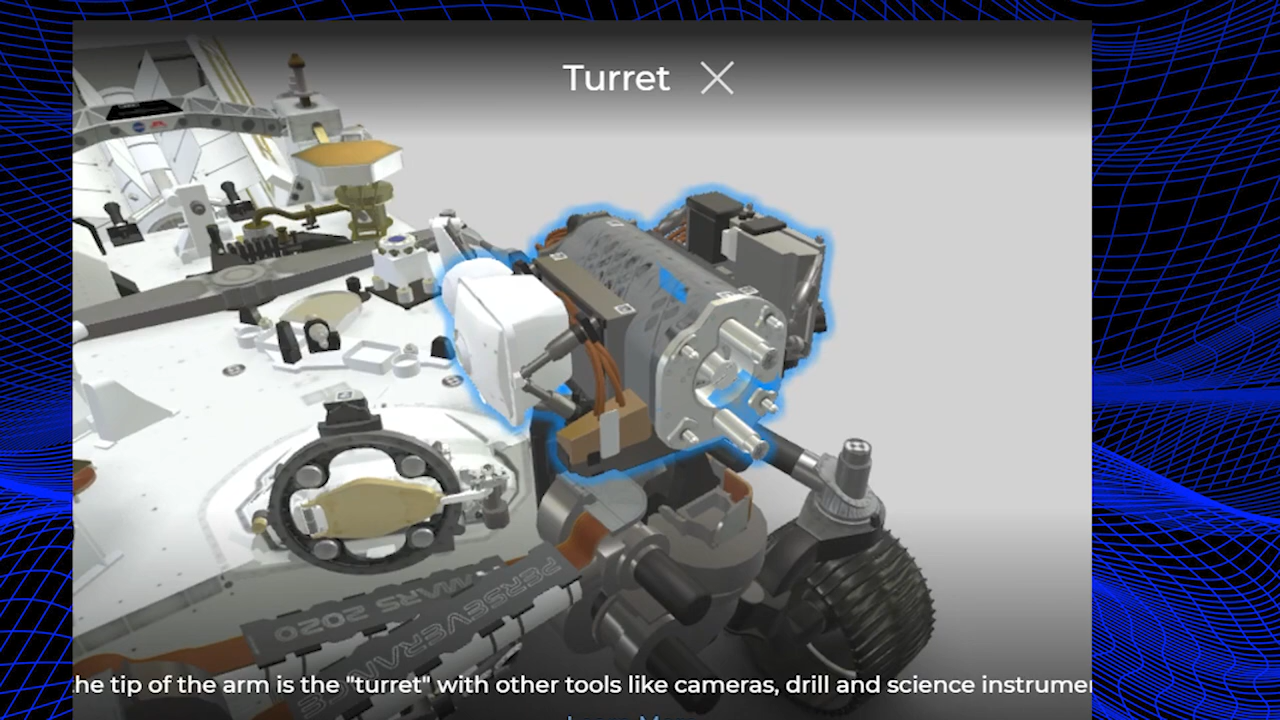 Turret
MARS 2020
PERSEVERANCE
he tip of the arm is the "turret" with other tools like cameras, drill and science instrumen